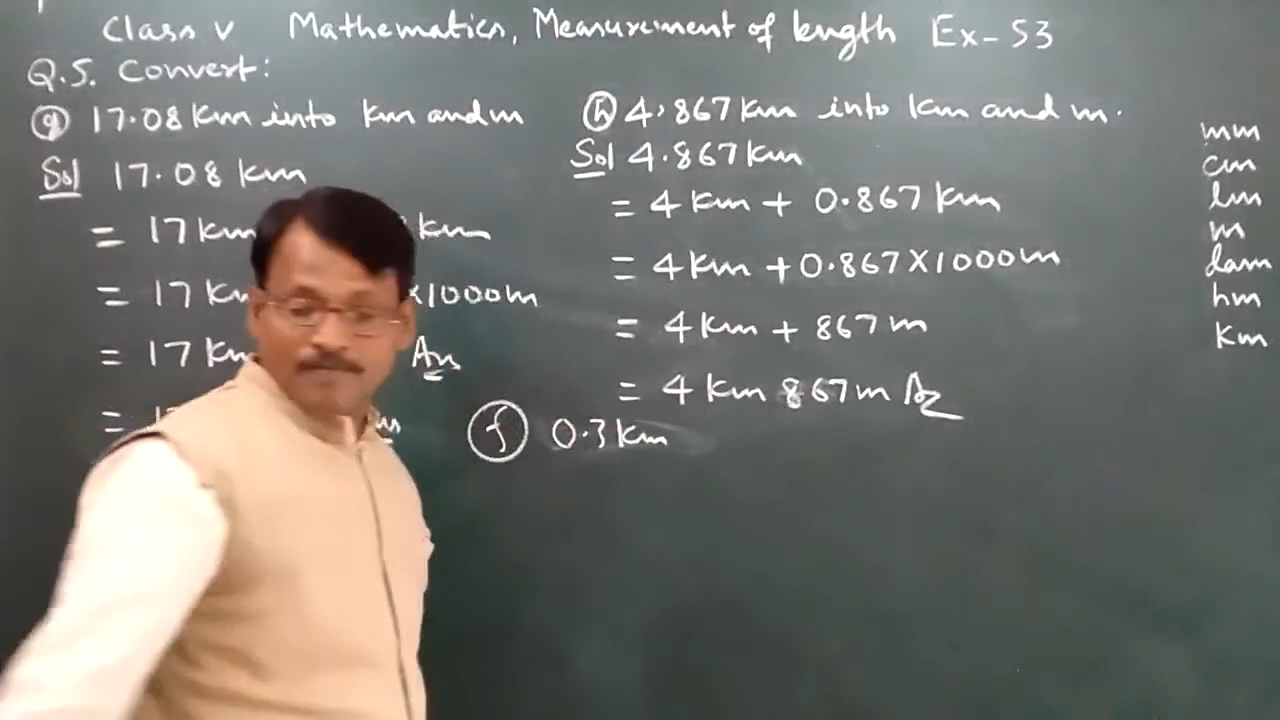 Class V Mathematics, Measurement of length Ex-53
Q.5. Convert:
g 17.08 Km into Km and m
Sol 17.08 Km
= 17 Km Km
= 17 Km ×1000m
= 17 Km Ans
=
h 4.867 Km into Km and m.
Sol 4.867 Km
= 4 Km + 0.867 Km
= 4 Km + 0.867 × 1000m
= 4 Km + 867 m
= 4 Km 867 m
f 0.3 Km
mm
cm
m
dam
hm
Km